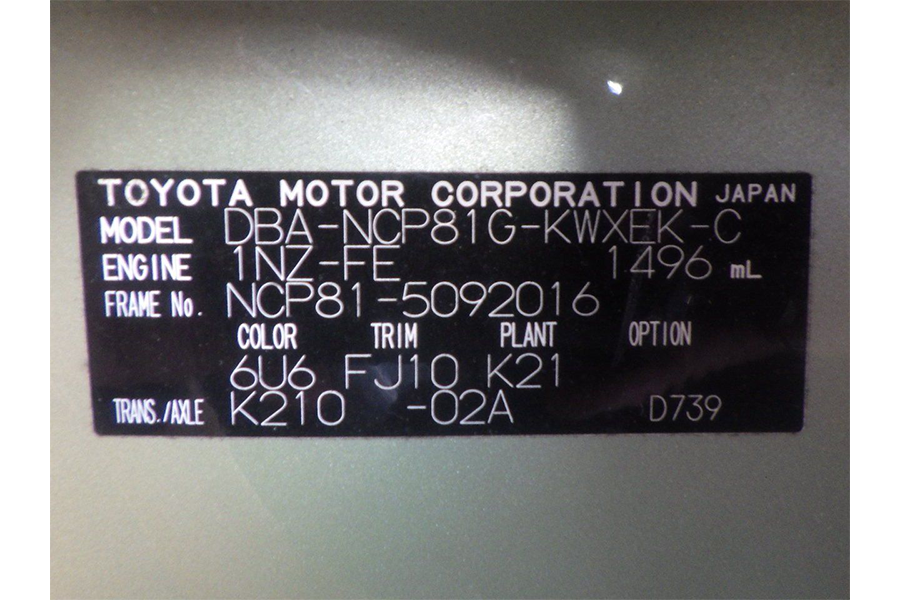 TOYOTA MOTOR CORPORATION JAPAN
MODEL DBA-NCP81G-KWXEK-C
ENGINE 1NZ-FE 1496 mL
FRAME No. NCP81-5092016
COLOR TRIM PLANT OPTION
6U6 FJ10 K21
TRANS./AXLE K210 -02A D739